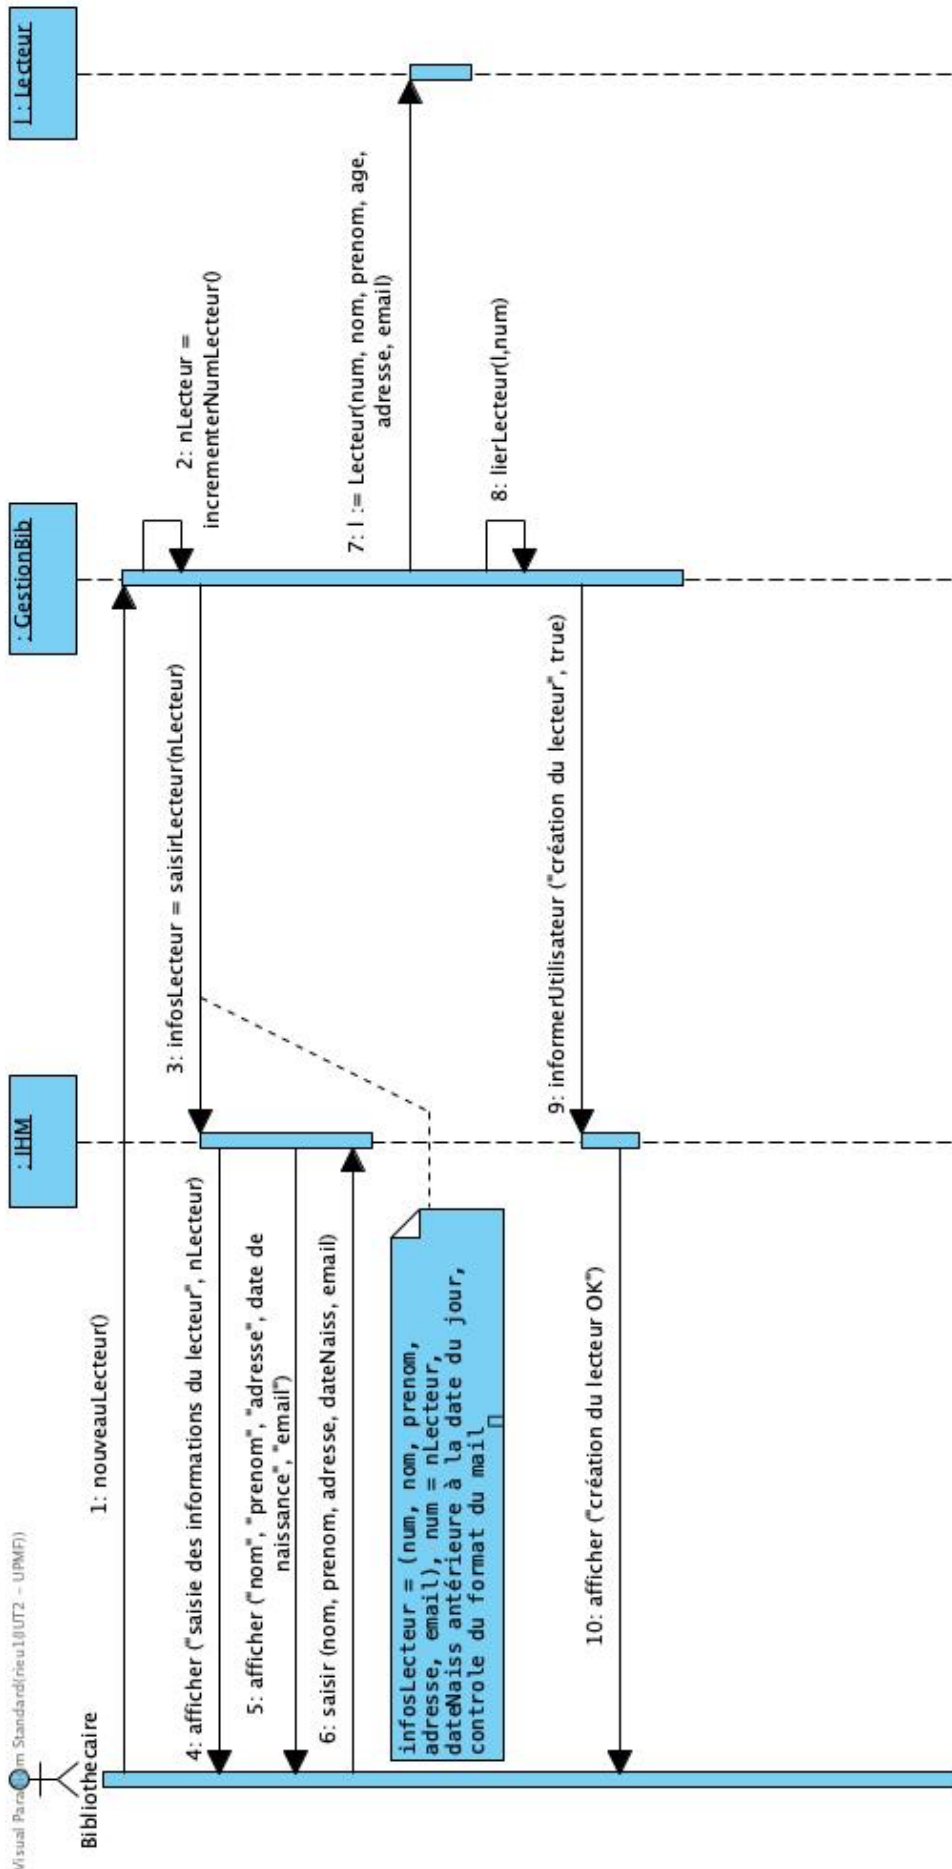 Visual Paradigm Standard(rieu1(IUT2 - UPMF))
Bibliothecaire
: IHM
: GestionBib
l : Lecteur
1: nouveauLecteur()
2: nLecteur =
incrementerNumLecteur()
3: infosLecteur = saisirLecteur(nLecteur)
4: afficher ("saisie des informations du lecteur", nLecteur)
5: afficher ("nom", "prenom", "adresse", date de
naissance", "email")
6: saisir (nom, prenom, adresse, dateNaiss, email)
infosLecteur = (num, nom, prenom,
adresse, email), num = nLecteur,
dateNaiss antérieure à la date du jour,
controle du format du mail
7: l := Lecteur(num, nom, prenom, age,
adresse, email)
8: lierLecteur(l,num)
9: informerUtilisateur ("création du lecteur", true)
10: afficher ("création du lecteur OK")